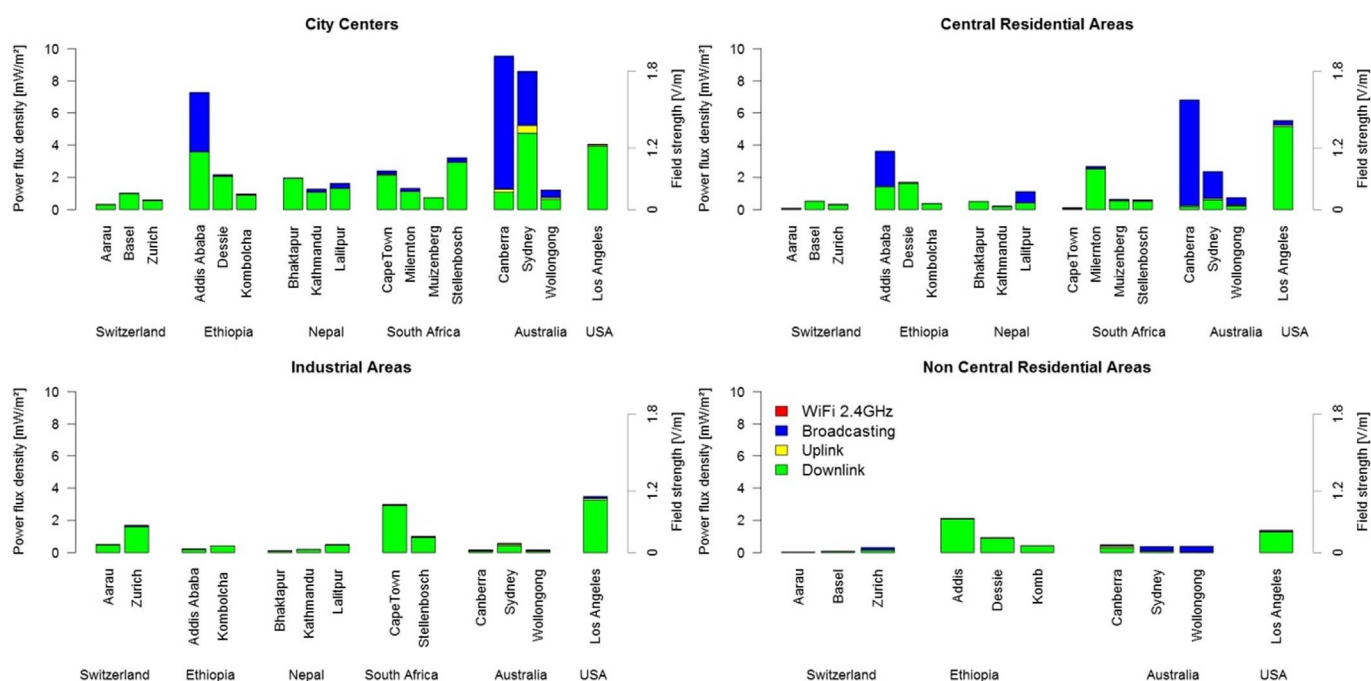 City Centers
Power flux density [mW/m²]
10
8
6
4
2
0
1.8
1.2
0
Field strength [V/m]
Aarau
Basel
Zurich
Addis Ababa
Dessie
Kombolcha
Bhaktapur
Kathmandu
Lalitpur
CapeTown
Milernton
Muizenberg
Stellenbosch
Canberra
Sydney
Wollongong
Los Angeles
Switzerland Ethiopia Nepal South Africa Australia USA
Central Residential Areas
Power flux density [mW/m²]
10
8
6
4
2
0
1.8
1.2
0
Field strength [V/m]
Aarau
Basel
Zurich
Addis Ababa
Dessie
Kombolcha
Bhaktapur
Kathmandu
Lalitpur
CapeTown
Milernton
Muizenberg
Stellenbosch
Canberra
Sydney
Wollongong
Los Angeles
Switzerland Ethiopia Nepal South Africa Australia USA
Industrial Areas
Power flux density [mW/m²]
10
8
6
4
2
0
1.8
1.2
0
Field strength [V/m]
Aarau
Zurich
Addis Ababa
Kombolcha
Bhaktapur
Kathmandu
Lalitpur
CapeTown
Stellenbosch
Canberra
Sydney
Wollongong
Los Angeles
Switzerland Ethiopia Nepal South Africa Australia USA
Non Central Residential Areas
Power flux density [mW/m²]
10
8
6
4
2
0
WiFi 2.4GHz
Broadcasting
Uplink
Downlink
1.8
1.2
0
Field strength [V/m]
Aarau
Basel
Zurich
Addis
Dessie
Komb
Canberra
Sydney
Wollongong
Los Angeles
Switzerland Ethiopia Australia USA